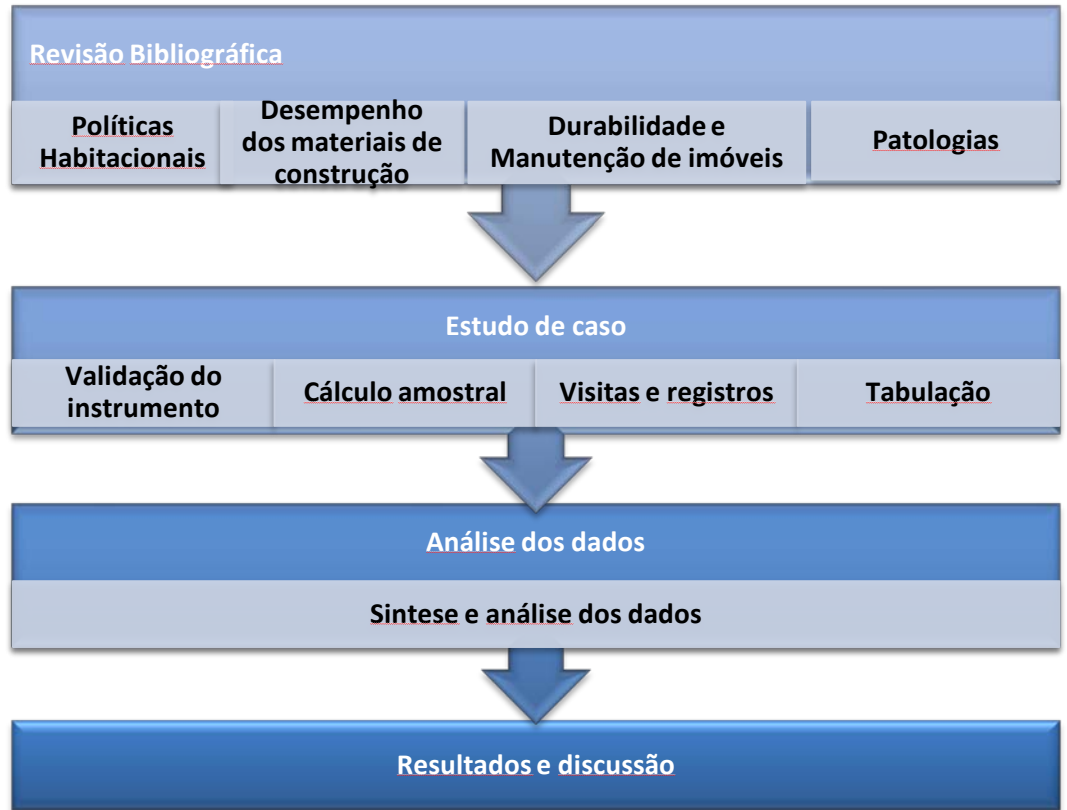 Revisão Bibliográfica
Políticas
Habitacionais
Desempenho
dos materiais de
construção
Durabilidade e
Manutenção de imóveis
Patologias
Estudo de caso
Validação do
instrumento
Cálculo amostral
Visitas e registros
Tabulação
Análise dos dados
Sintese e análise dos dados
Resultados e discussão